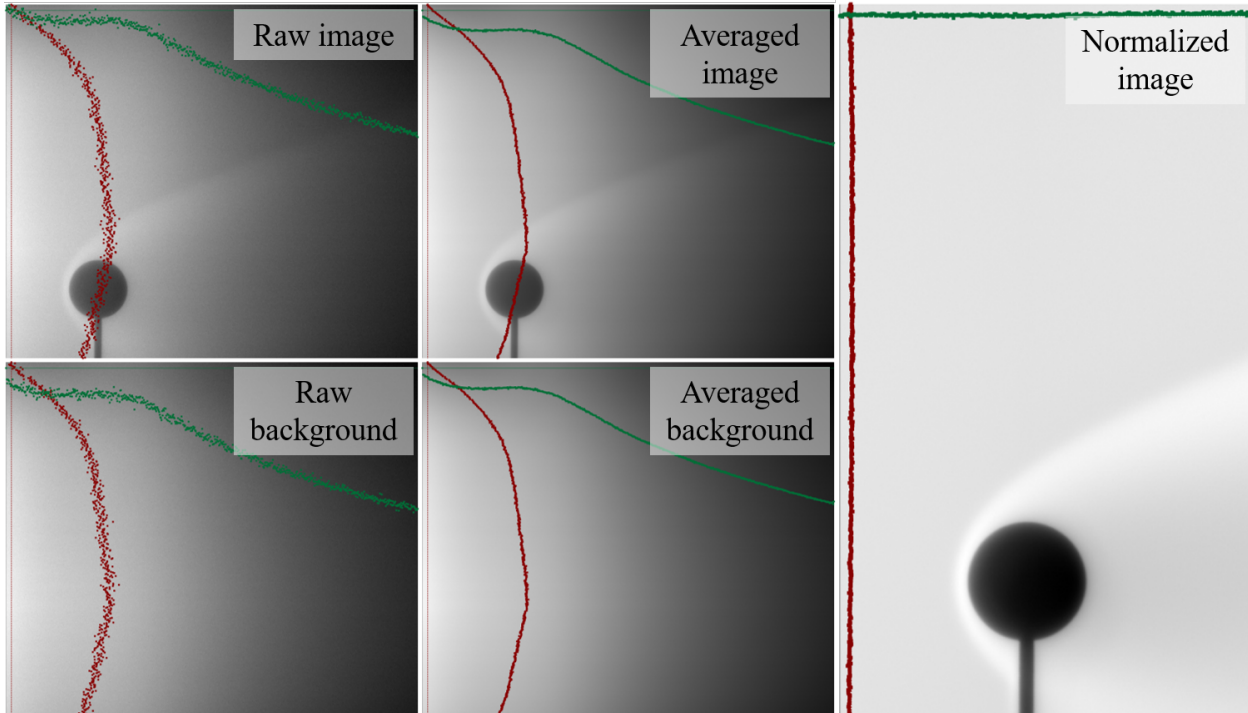 Raw image
Averaged
image
Normalized
image
Raw
background
Averaged
background